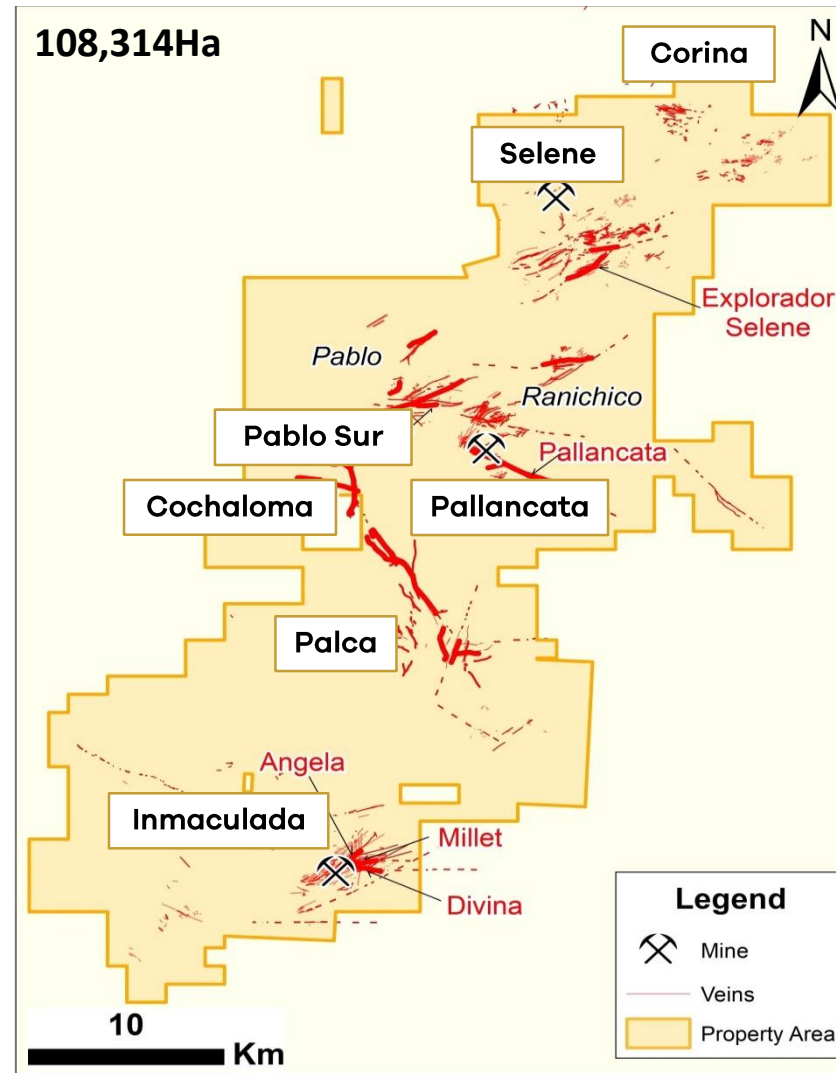 108,314Ha
N
Corina
Selene
Explorador
Selene
Pablo
Ranichico
Pablo Sur
Pallancata
Cochaloma
Pallancata
Palca
Angela
Inmaculada
Millet
Divina
Legend
Mine
Veins
Property Area
10
Km